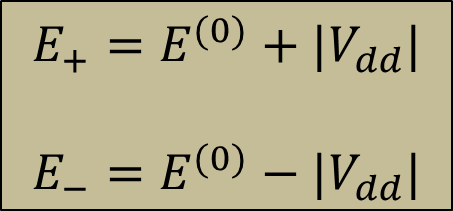 E₊ = E⁽⁰⁾ + |V_dd|
E₋ = E⁽⁰⁾ − |V_dd|